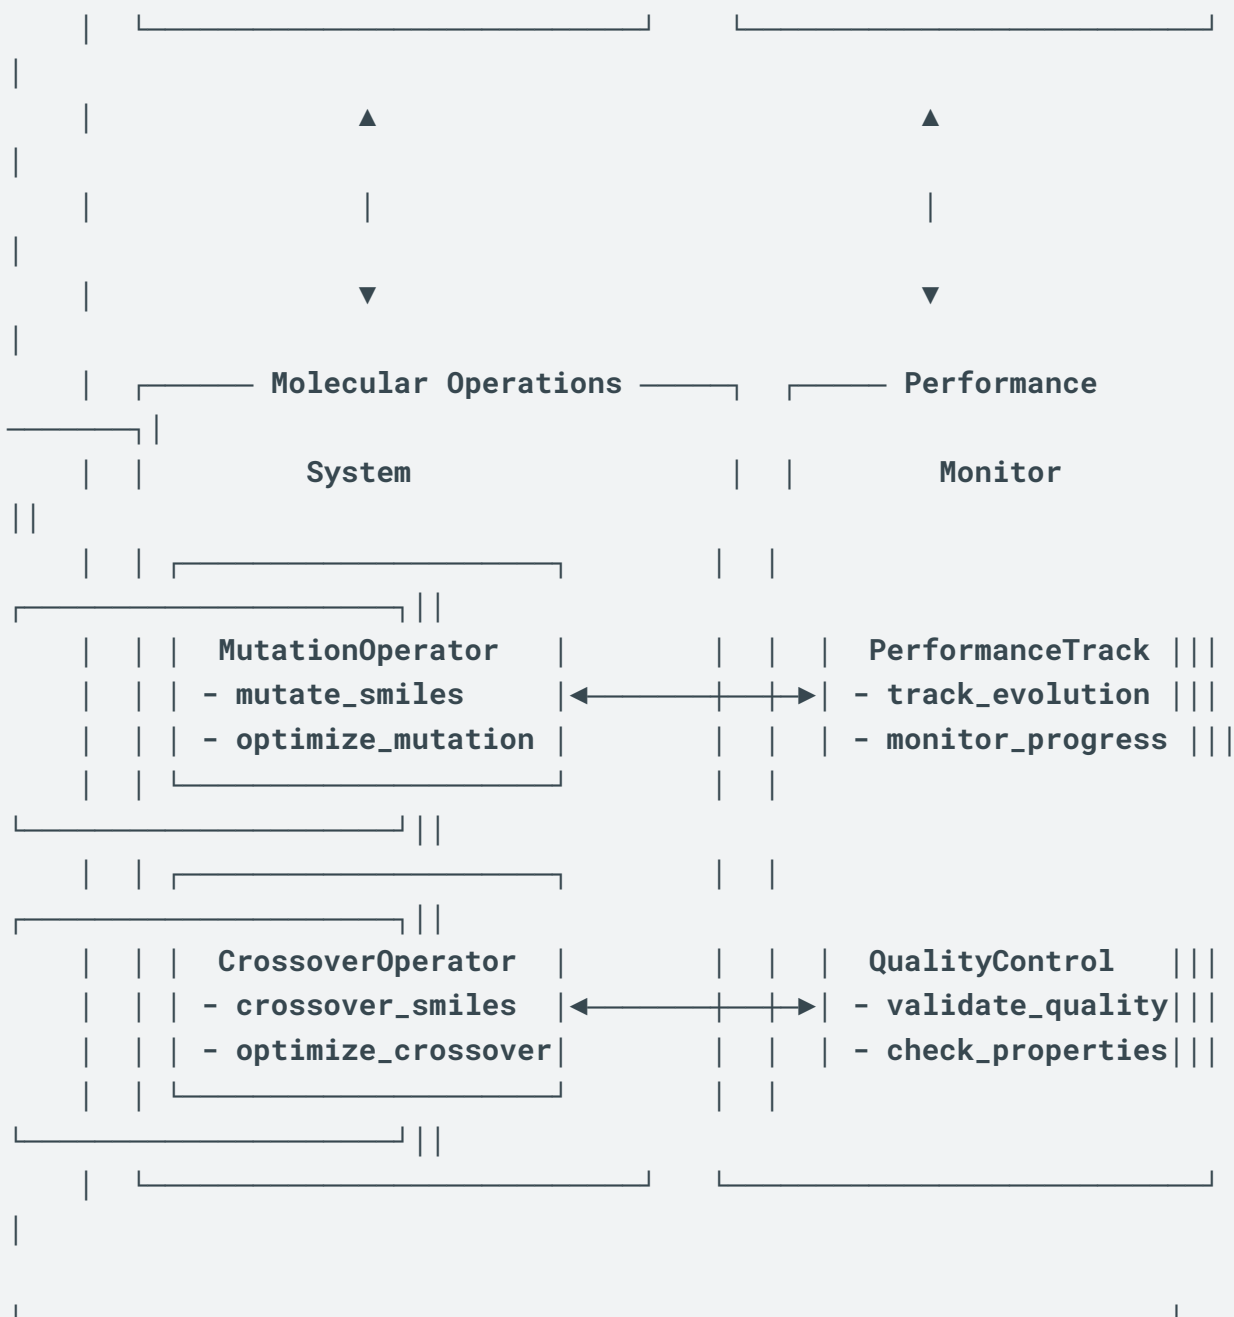 Molecular Operations Performance
System Monitor
MutationOperator PerformanceTrack
- mutate_smiles - track_evolution
- optimize_mutation - monitor_progress
CrossoverOperator QualityControl
- crossover_smiles - validate_quality
- optimize_crossover - check_properties